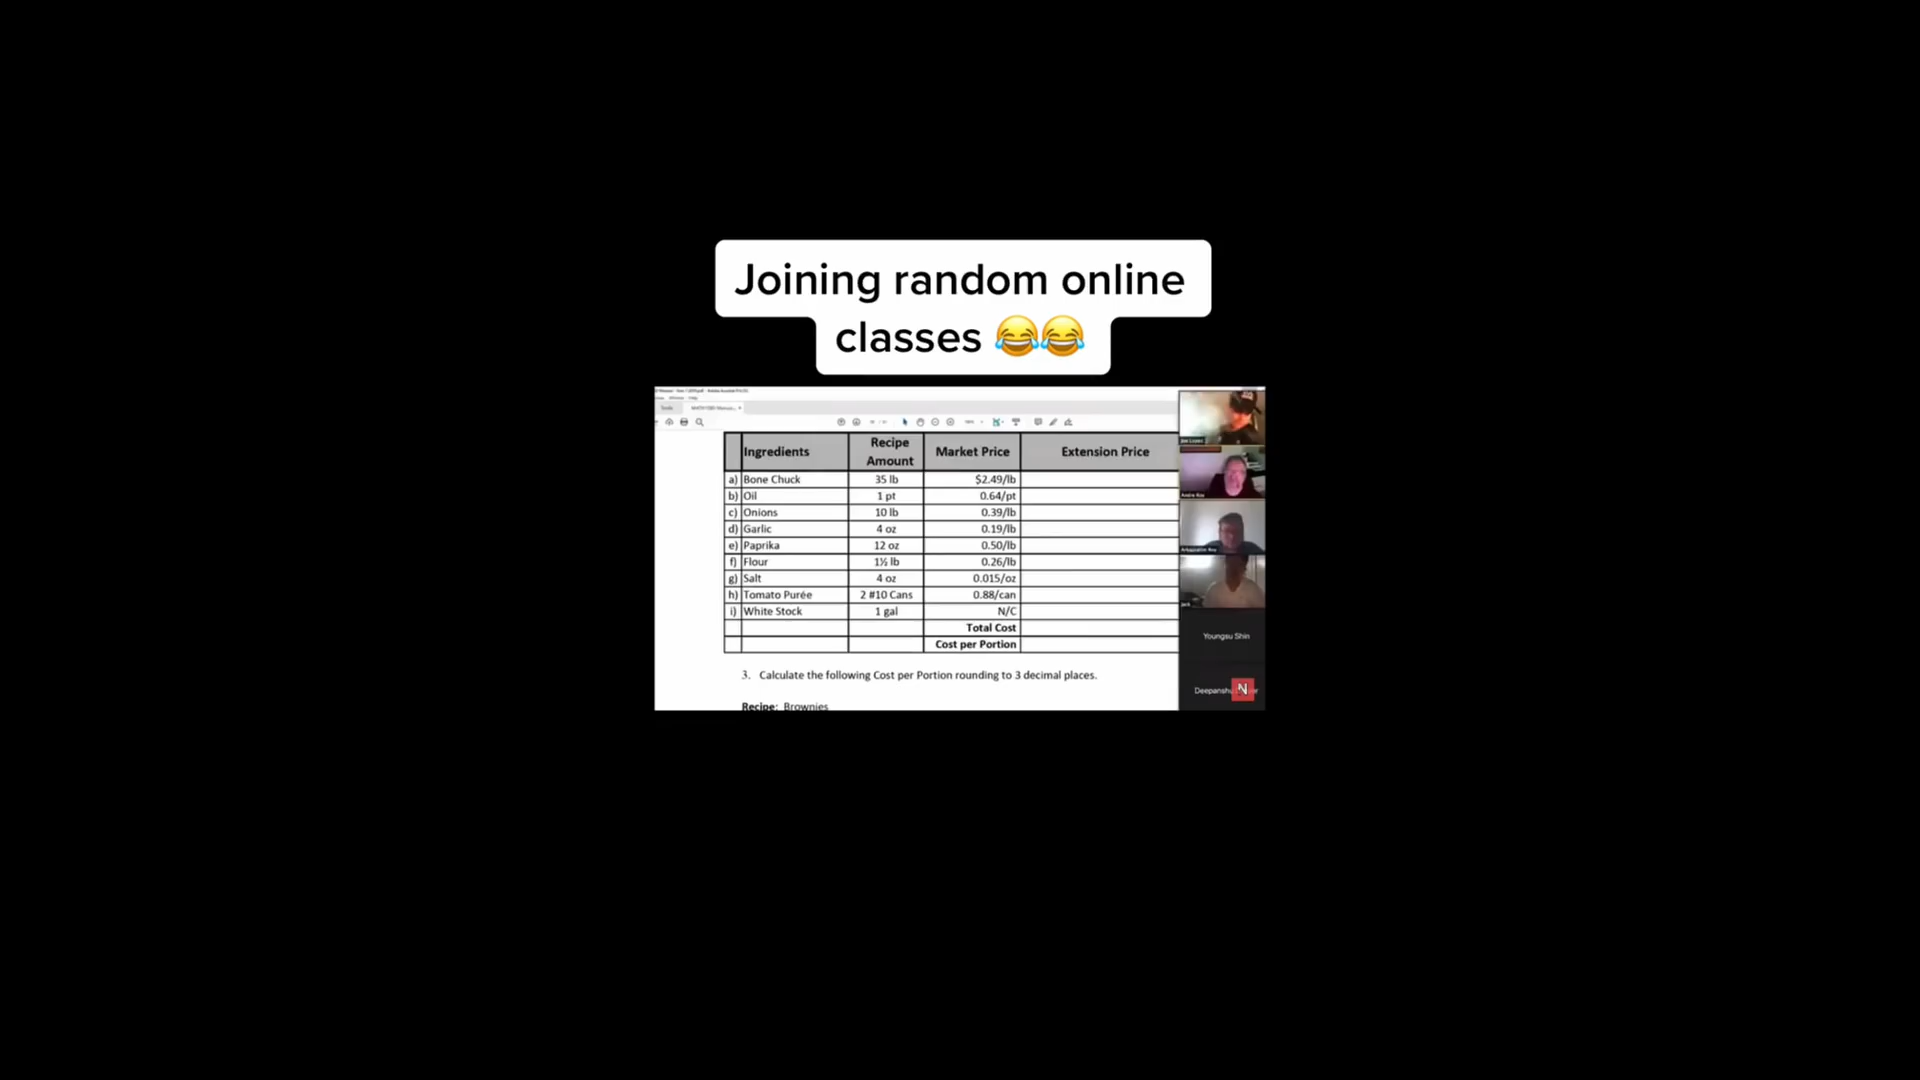 Joining random online
classes 😂😂
Ingredients Recipe Amount Market Price Extension Price
a) Bone Chuck 35 lb $2.49/lb
b) Oil 1 pt 0.64/pt
c) Onions 10 lb 0.39/lb
d) Garlic 4 oz 0.19/lb
e) Paprika 12 oz 0.50/lb
f) Flour 1½ lb 0.26/lb
g) Salt 4 oz 0.015/oz
h) Tomato Purée 2 #10 Cans 0.88/can
i) White Stock 1 gal N/C
Total Cost
Cost per Portion
3. Calculate the following Cost per Portion rounding to 3 decimal places.
Recipe: Brownies
Tools
Youngsu Shin
N